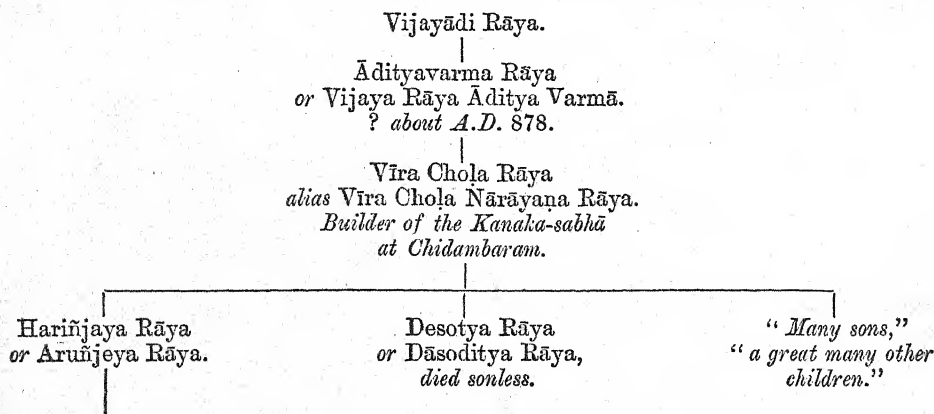 Vijayādi Rāya.
Ādityavarma Rāya
or Vijaya Rāya Āditya Varmā.
? about A.D. 878.
Vīra Choḷa Rāya
alias Vīra Choḷa Nārāyaṇa Rāya.
Builder of the Kanaka-sabhā
at Chidambaram.
Hariñjaya Rāya
or Aruñjeya Rāya.
Desotya Rāya
or Dāsoditya Rāya,
died sonless.
“ Many sons,”
“ a great many other
children.”